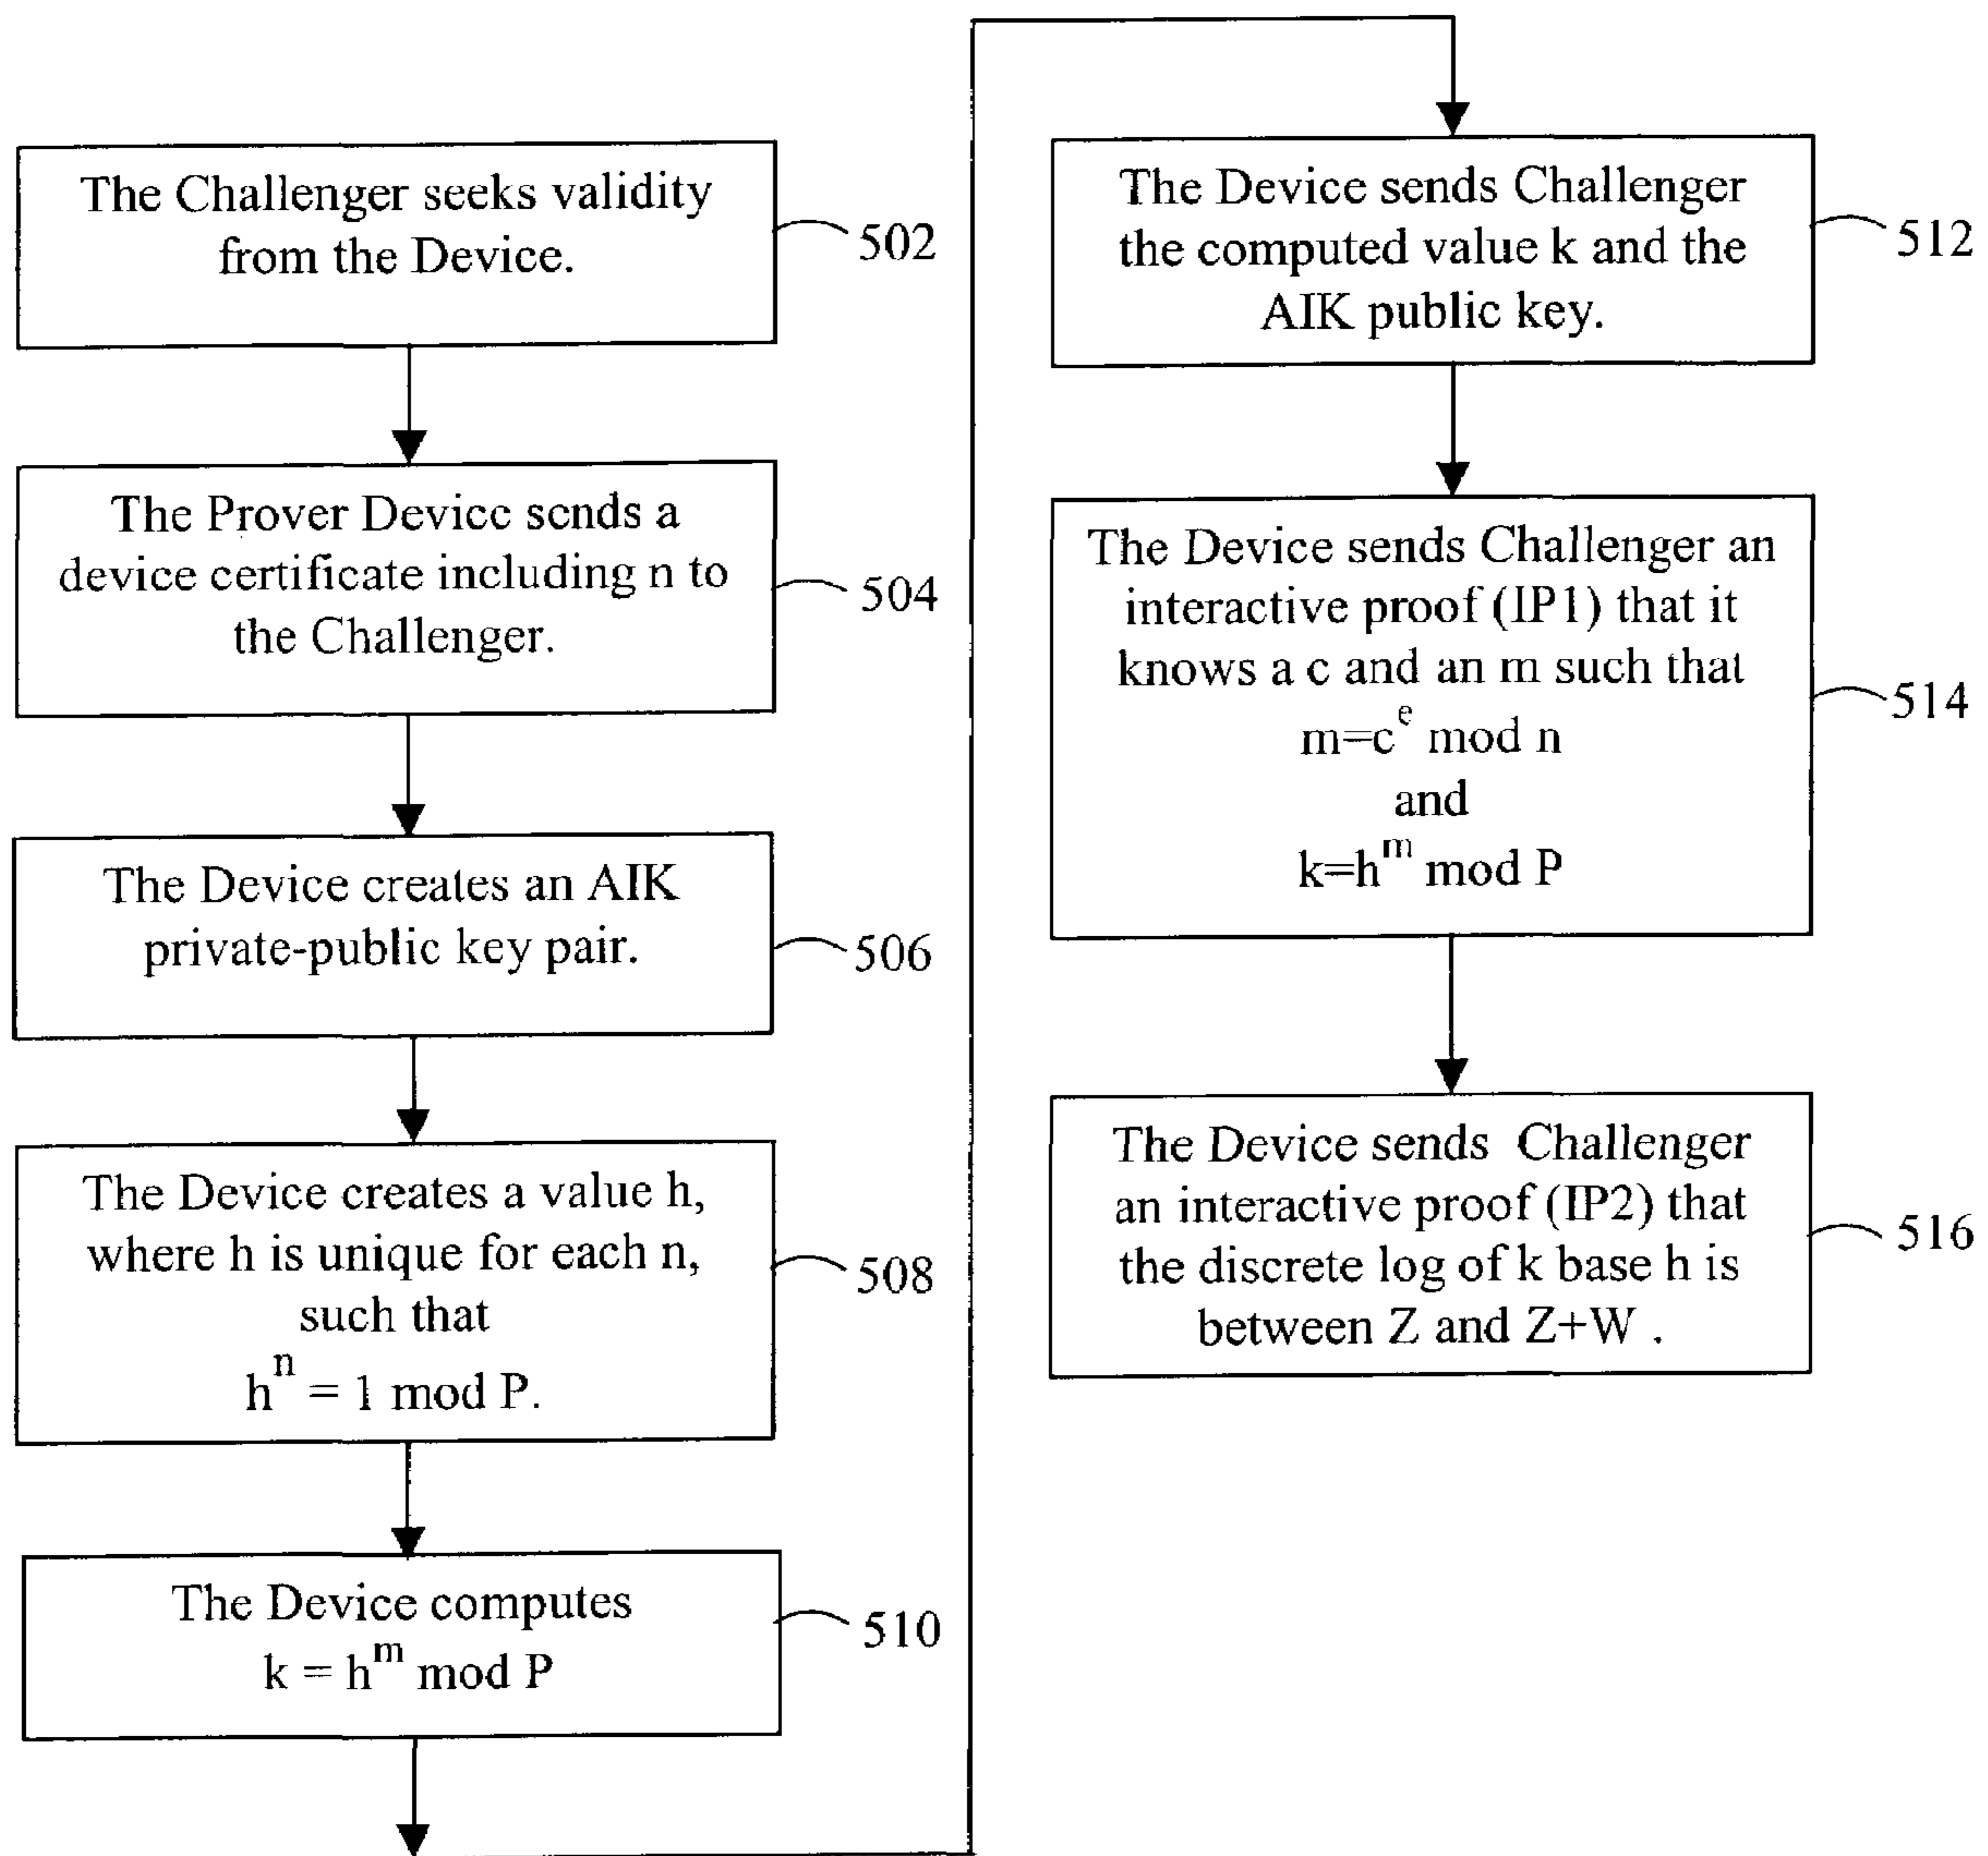 The Challenger seeks validity
from the Device.
502
The Prover Device sends a
device certificate including n to
the Challenger.
504
The Device creates an AIK
private-public key pair.
506
The Device creates a value h,
where h is unique for each n,
such that
h^n = 1 mod P.
508
The Device computes
k = h^m mod P
510
The Device sends Challenger
the computed value k and the
AIK public key.
512
The Device sends Challenger an
interactive proof (IP1) that it
knows a c and an m such that
m=c^e mod n
and
k=h^m mod P
514
The Device sends Challenger
an interactive proof (IP2) that
the discrete log of k base h is
between Z and Z+W .
516